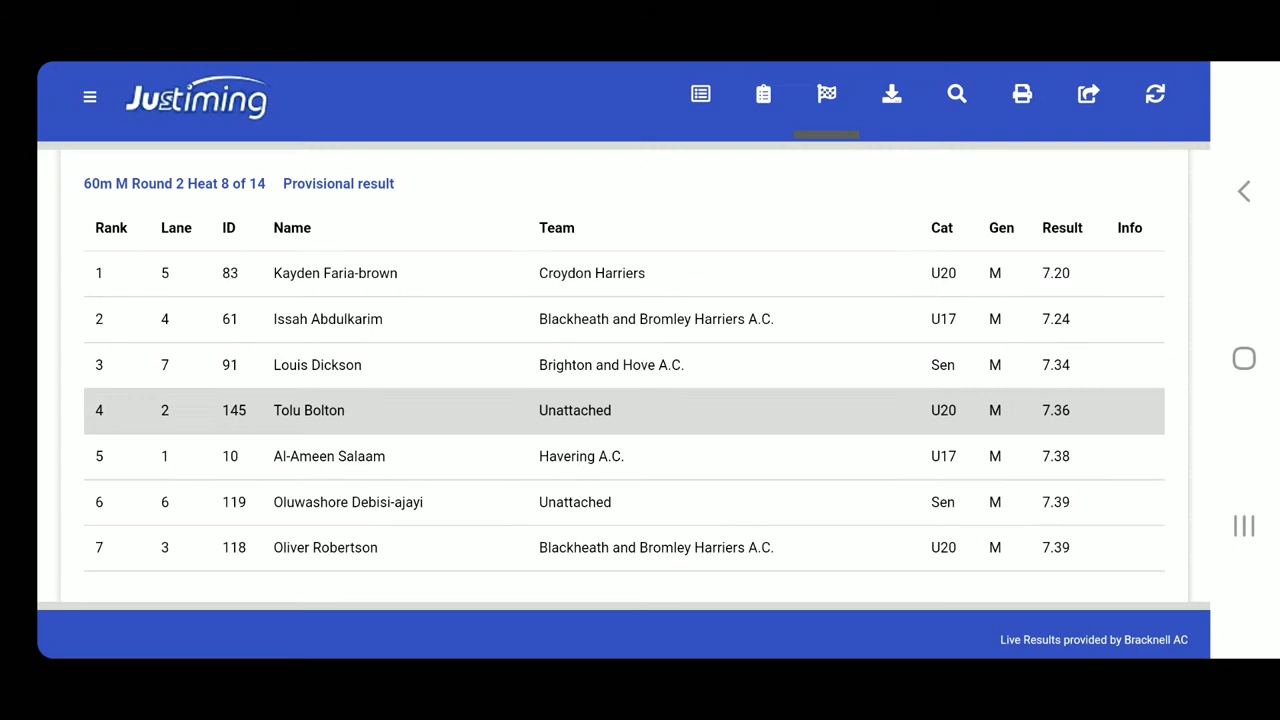 Justiming
60m M Round 2 Heat 8 of 14 Provisional result
Rank Lane ID Name Team Cat Gen Result Info
1 5 83 Kayden Faria-brown Croydon Harriers U20 M 7.20
2 4 61 Issah Abdulkarim Blackheath and Bromley Harriers A.C. U17 M 7.24
3 7 91 Louis Dickson Brighton and Hove A.C. Sen M 7.34
4 2 145 Tolu Bolton Unattached U20 M 7.36
5 1 10 Al-Ameen Salaam Havering A.C. U17 M 7.38
6 6 119 Oluwashore Debisi-ajayi Unattached Sen M 7.39
7 3 118 Oliver Robertson Blackheath and Bromley Harriers A.C. U20 M 7.39
Live Results provided by Bracknell AC